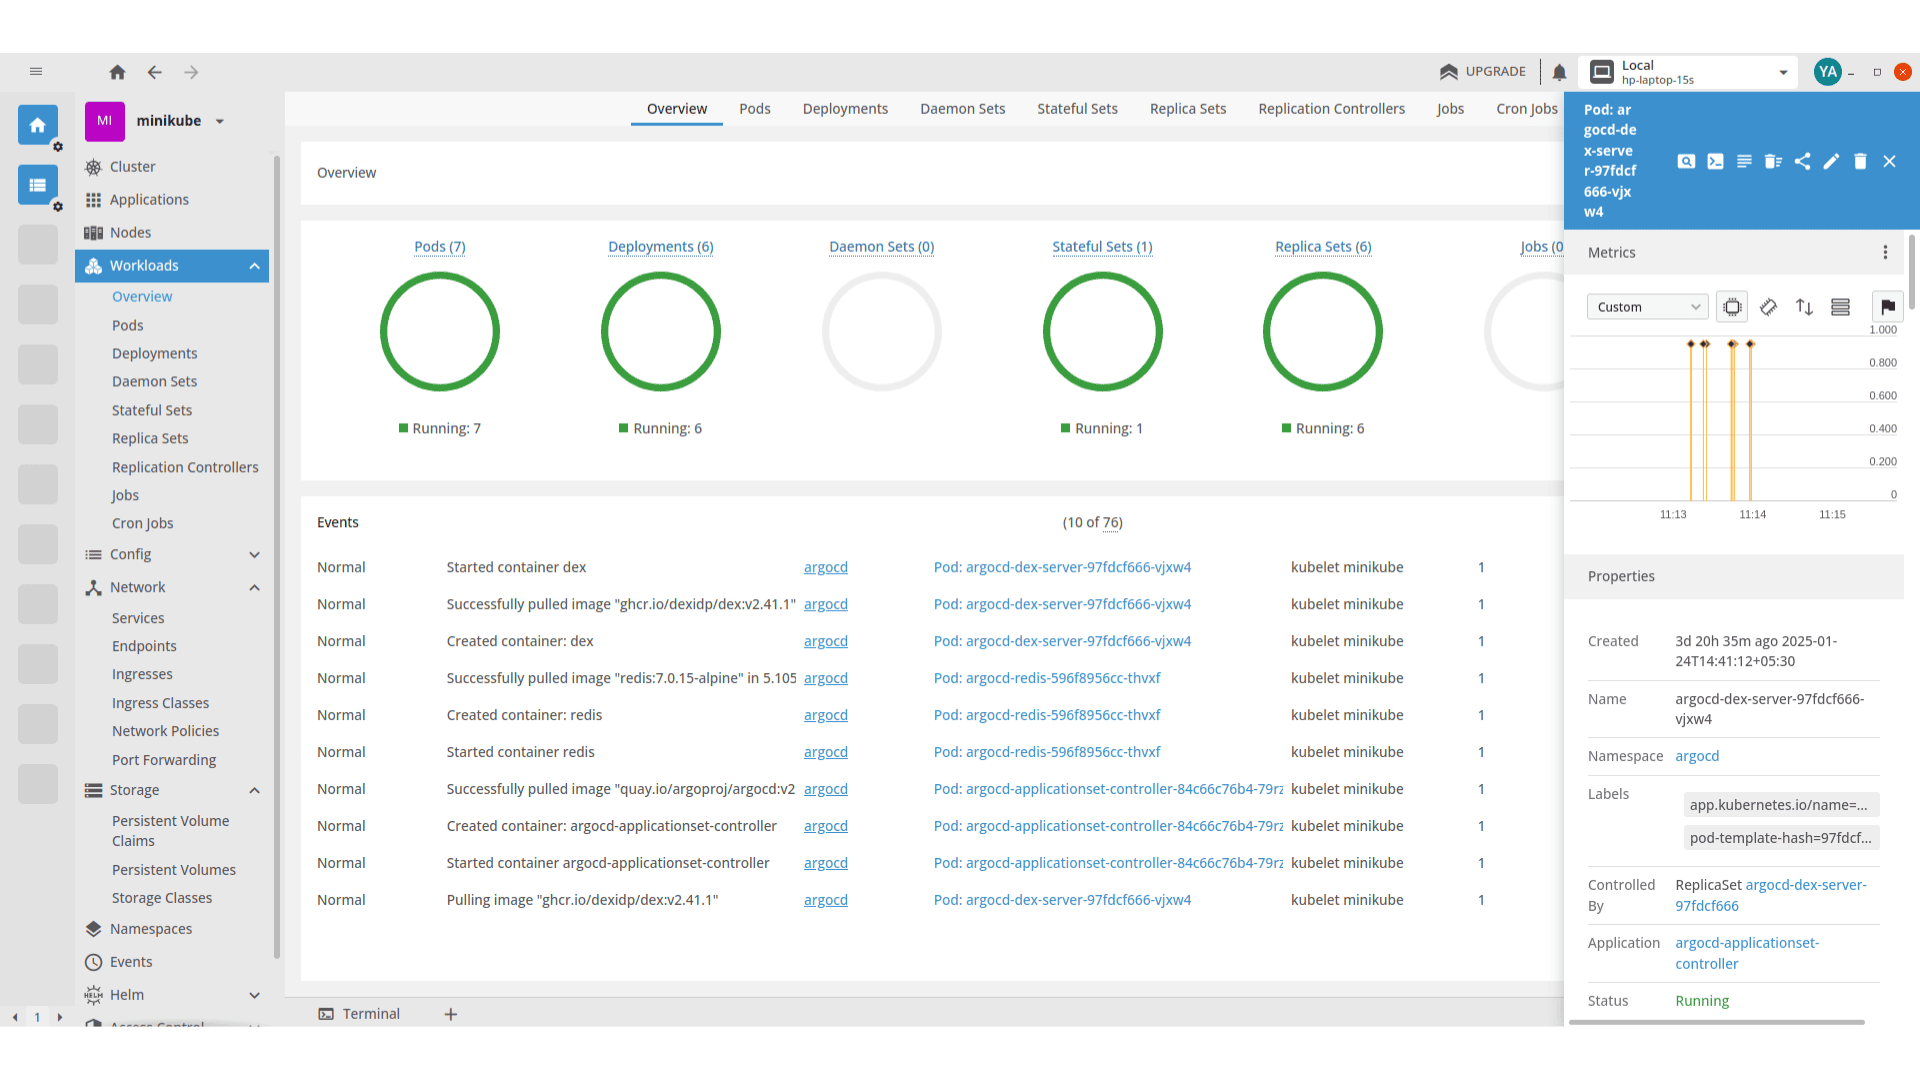 UPGRADE
Local
hp-laptop-15s
YA
MI
minikube
Cluster
Applications
Nodes
Workloads
Overview
Pods
Deployments
Daemon Sets
Stateful Sets
Replica Sets
Replication Controllers
Jobs
Cron Jobs
Config
Network
Services
Endpoints
Ingresses
Ingress Classes
Network Policies
Port Forwarding
Storage
Persistent Volume
Claims
Persistent Volumes
Storage Classes
Namespaces
Events
HELM Helm
Access Control
1
Overview Pods Deployments Daemon Sets Stateful Sets Replica Sets Replication Controllers Jobs Cron Jobs
Overview
Pods (7) Deployments (6) Daemon Sets (0) Stateful Sets (1) Replica Sets (6) Jobs (0
Running: 7 Running: 6 Running: 1 Running: 6
Events (10 of 76)
Normal Started container dex argocd Pod: argocd-dex-server-97fdcf666-vjxw4 kubelet minikube 1
Normal Successfully pulled image "ghcr.io/dexidp/dex:v2.41.1" argocd Pod: argocd-dex-server-97fdcf666-vjxw4 kubelet minikube 1
Normal Created container: dex argocd Pod: argocd-dex-server-97fdcf666-vjxw4 kubelet minikube 1
Normal Successfully pulled image "redis:7.0.15-alpine" in 5.105 argocd Pod: argocd-redis-596f8956cc-thvxf kubelet minikube 1
Normal Created container: redis argocd Pod: argocd-redis-596f8956cc-thvxf kubelet minikube 1
Normal Started container redis argocd Pod: argocd-redis-596f8956cc-thvxf kubelet minikube 1
Normal Successfully pulled image "quay.io/argoproj/argocd:v2 argocd Pod: argocd-applicationset-controller-84c66c76b4-79rz kubelet minikube 1
Normal Created container: argocd-applicationset-controller argocd Pod: argocd-applicationset-controller-84c66c76b4-79rz kubelet minikube 1
Normal Started container argocd-applicationset-controller argocd Pod: argocd-applicationset-controller-84c66c76b4-79rz kubelet minikube 1
Normal Pulling image "ghcr.io/dexidp/dex:v2.41.1" argocd Pod: argocd-dex-server-97fdcf666-vjxw4 kubelet minikube 1
Terminal +
Pod: ar
gocd-de
x-serve
r-97fdcf
666-vjx
w4
Metrics
Custom
1.000
0.800
0.600
0.400
0.200
0
11:13 11:14 11:15
Properties
Created 3d 20h 35m ago 2025-01-
24T14:41:12+05:30
Name argocd-dex-server-97fdcf666-
vjxw4
Namespace argocd
Labels app.kubernetes.io/name=...
pod-template-hash=97fdcf...
Controlled ReplicaSet argocd-dex-server-
By 97fdcf666
Application argocd-applicationset-
controller
Status Running